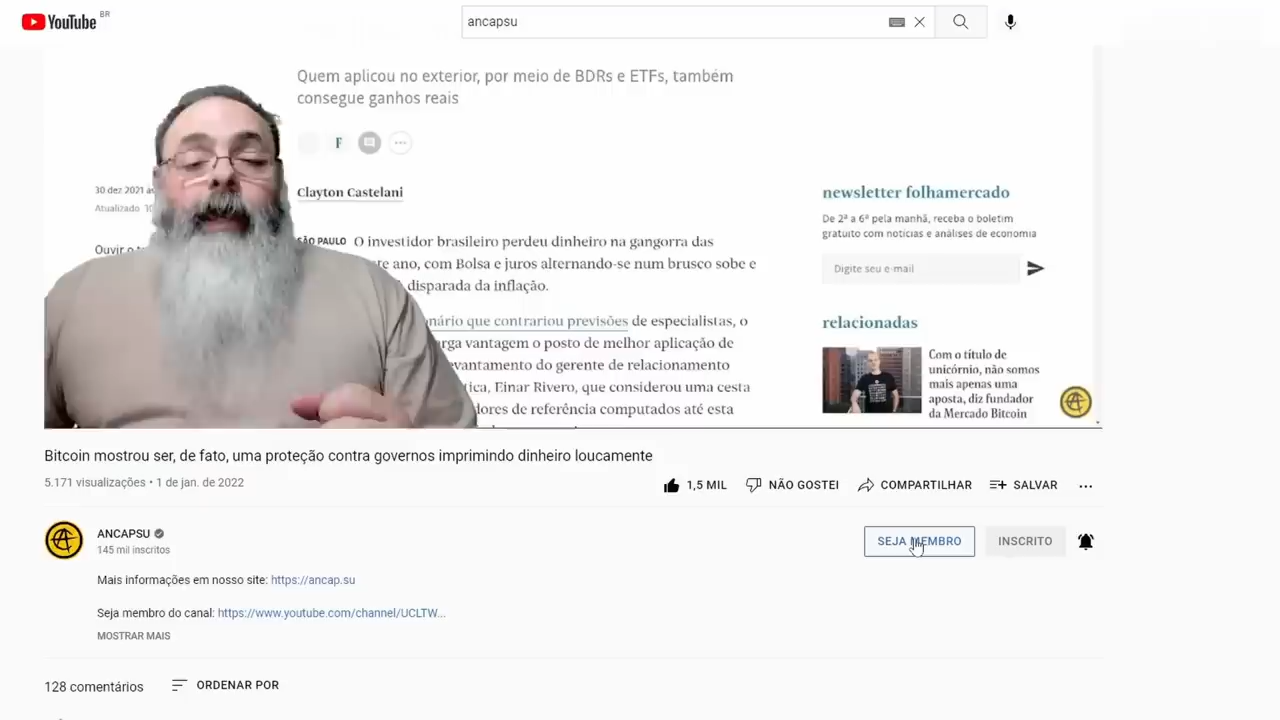 YouTube BR
ancapsu
Quem aplicou no exterior, por meio de BDRs e ETFs, também
consegue ganhos reais
F
30 dez 2021
Clayton Castelani
Atualizado
newsletter folhamercado
De 2ª a 6ª pela manhã, receba o boletim
gratuito com notícias e análises de economia
Digite seu e-mail
Ouvir o
SÃO PAULO O investidor brasileiro perdeu dinheiro na gangorra das
te ano, com Bolsa e juros alternando-se num brusco sobe e
disparada da inflação.
nário que contrariou previsões de especialistas, o
rga vantagem o posto de melhor aplicação de
evantamento do gerente de relacionamento
tica, Einar Rivero, que considerou uma cesta
dores de referência computados até esta
relacionadas
Com o título de
unicórnio, não somos
mais apenas uma
aposta, diz fundador
da Mercado Bitcoin
Bitcoin mostrou ser, de fato, uma proteção contra governos imprimindo dinheiro loucamente
5.171 visualizações • 1 de jan. de 2022
1,5 MIL
NÃO GOSTEI
COMPARTILHAR
SALVAR
ANCAPSU
145 mil inscritos
SEJA MEMBRO
INSCRITO
Mais informações em nosso site: https://ancap.su
Seja membro do canal: https://www.youtube.com/channel/UCLTW...
MOSTRAR MAIS
128 comentários
ORDENAR POR